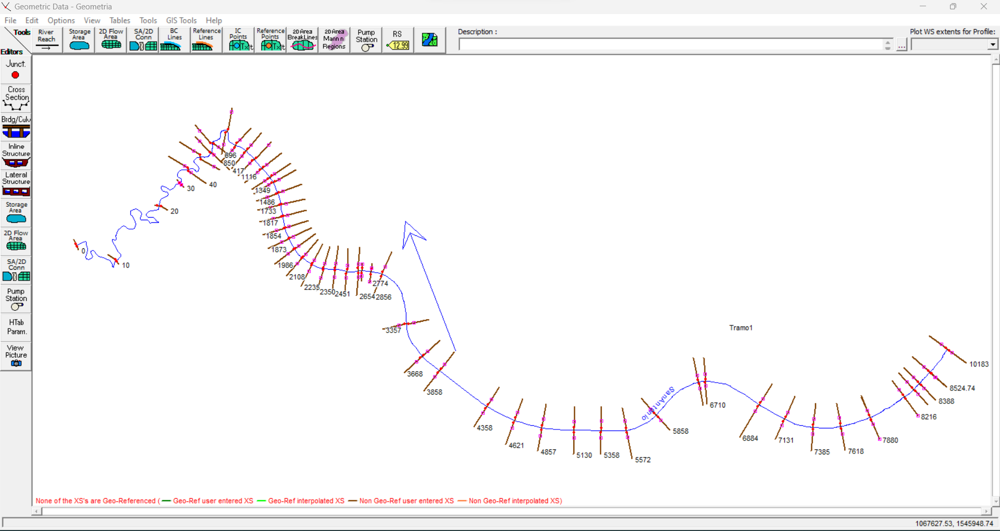 Geometric Data - Geometria
File Edit Options View Tables Tools GIS Tools Help
Tools
Editors
River Reach
Storage Area
2D Flow Area
SA/2D Conn
BC Lines
Reference Lines
IC Points
Reference Points
2D Area BreakLines
2D Area Mann n Regions
Pump Station
RS
12.99
Description :
...
Plot WS extents for Profile:
Junct.
Cross Section
Brdg/Culv
Inline Structure
Lateral Structure
Storage Area
2D Flow Area
SA/2D Conn
Pump Station
HTab Param.
View Picture
696
850
417
1116
40
30
1349
1486
20
1733
1817
1854
1873
0
10
1986
2108
2235
2350
2451
2654
2774
2856
3357
Tramo1
3668
3858
10183
8524.74
8388
8216
SanAntonio
6710
5858
4358
4621
4857
5130
5358
5572
6884
7131
7385
7618
7880
None of the XS's are Geo-Referenced ( Geo-Ref user entered XS Geo-Ref interpolated XS Non Geo-Ref user entered XS Non Geo-Ref interpolated XS)
1067627.53, 1545948.74